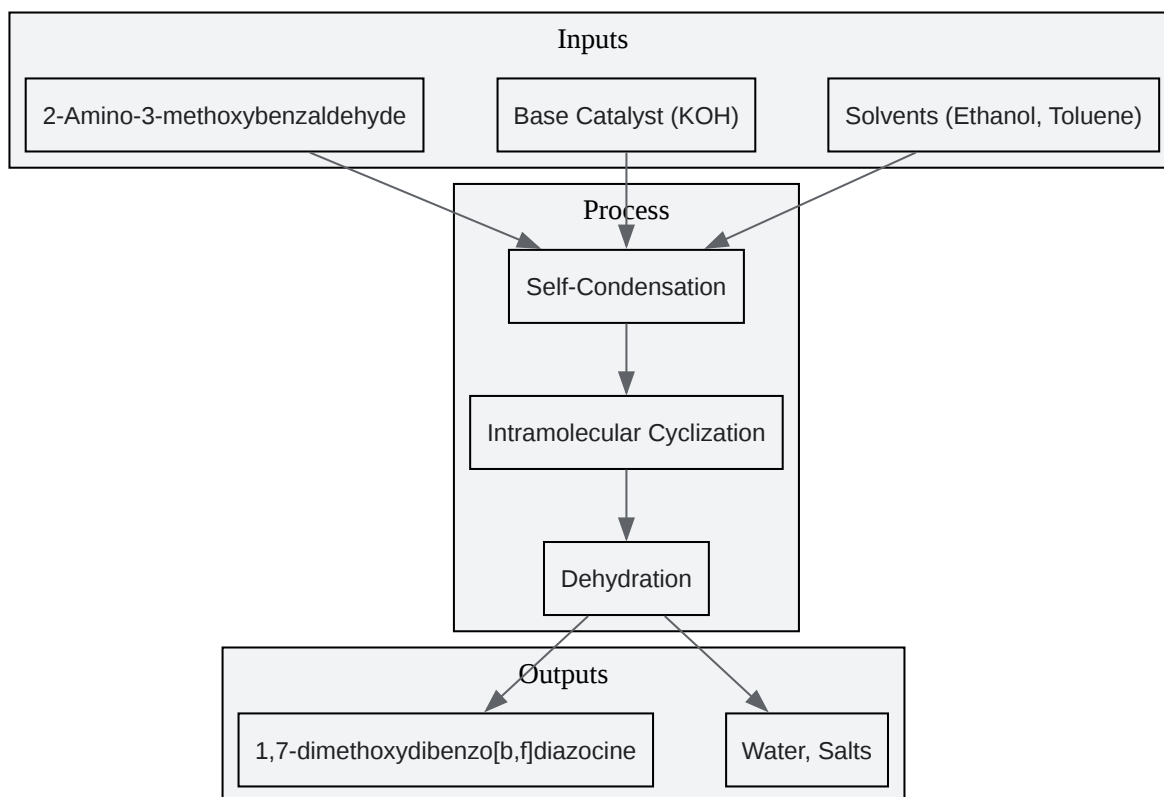 Inputs
2-Amino-3-methoxybenzaldehyde
Base Catalyst (KOH)
Solvents (Ethanol, Toluene)
Process
Self-Condensation
Intramolecular Cyclization
Dehydration
Outputs
1,7-dimethoxydibenzo[b,f]diazocine
Water, Salts